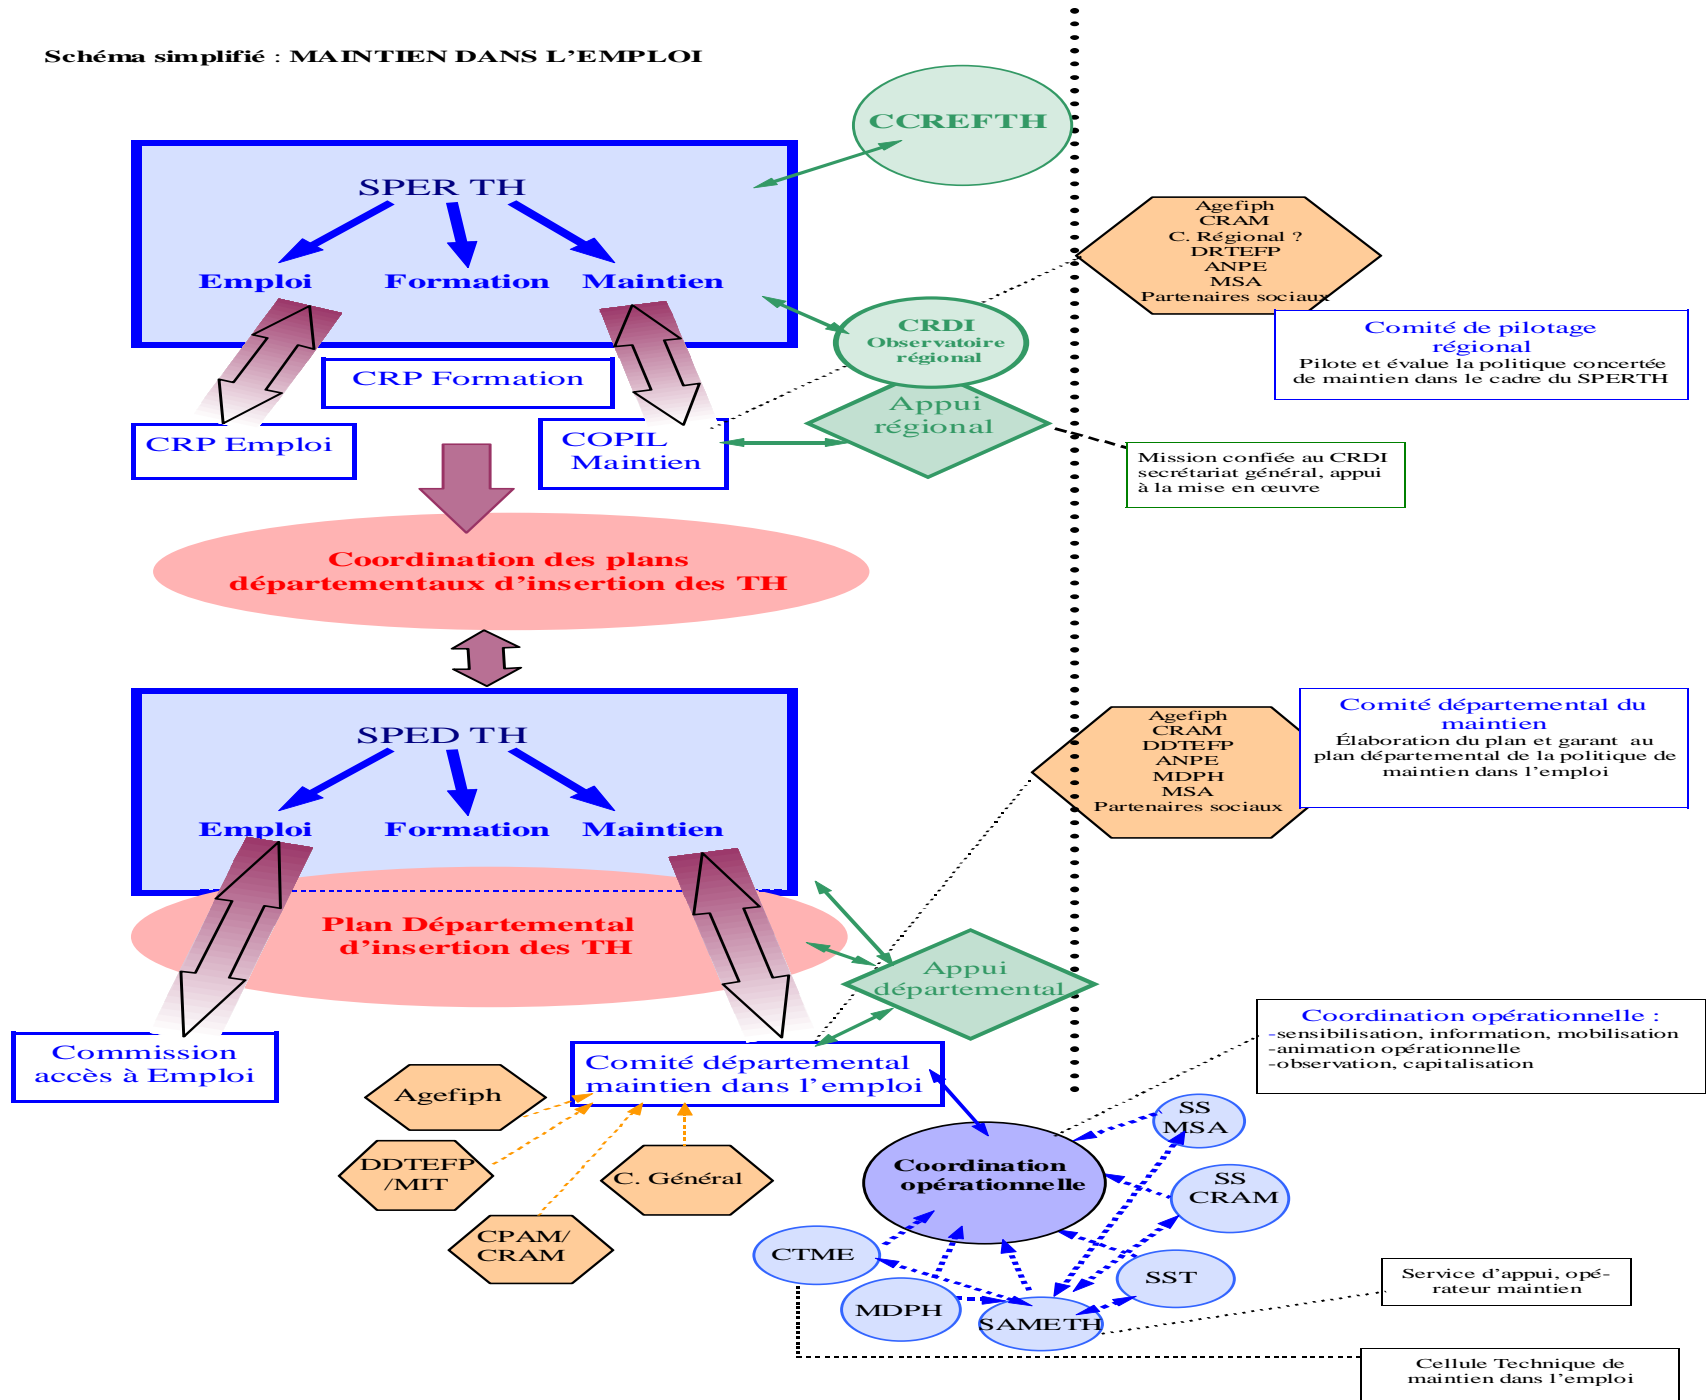 Schéma simplifié : MAINTIEN DANS L'EMPLOI
CCREFTH
SPER TH
Emploi
Formation
Maintien
Agefiph
CRAM
C. Régional ?
DRTEFP
ANPE
MSA
Partenaires sociaux
CRDI
Observatoire
régional
Comité de pilotage
régional
Pilote et évalue la politique concertée
de maintien dans le cadre du SPERTH
CRP Formation
Appui
régional
CRP Emploi
COPIL
Maintien
Mission confiée au CRDI
secrétariat général, appui
à la mise en œuvre
Coordination des plans
départementaux d'insertion des TH
SPED TH
Emploi
Formation
Maintien
Agefiph
CRAM
DDTEFP
ANPE
MDPH
MSA
Partenaires sociaux
Comité départemental du
maintien
Élaboration du plan et garant au
plan départemental de la politique de
maintien dans l'emploi
Plan Départemental
d'insertion des TH
Appui
départemental
Commission
accès à Emploi
Comité départemental
maintien dans l'emploi
Coordination opérationnelle :
-sensibilisation, information, mobilisation
-animation opérationnelle
-observation, capitalisation
Agefiph
DDTEFP
/MIT
C. Général
CPAM/
CRAM
Coordination
opérationnelle
SS
MSA
SS
CRAM
CTME
SST
MDPH
SAMETH
Service d'appui, opé-
rateur maintien
Cellule Technique de
maintien dans l'emploi